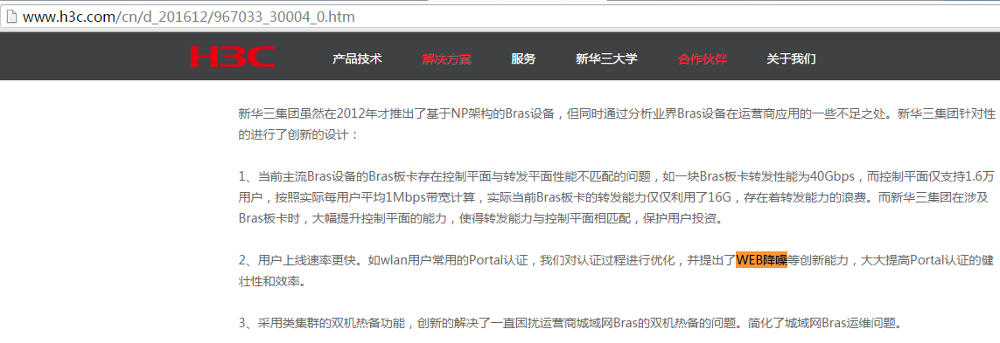 www.h3c.com/cn/d_201612/967033_30004_0.htm
H3C 产品技术 解决方案 服务 新华三大学 合作伙伴 关于我们
新华三集团虽然在2012年才推出了基于NP架构的Bras设备，但同时通过分析业界Bras设备在运营商应用的一些不足之处。新华三集团针对性
的进行了创新的设计：
1、当前主流Bras设备的Bras板卡存在控制平面与转发平面性能不匹配的问题，如一块Bras板卡转发性能为40Gbps，而控制平面仅支持1.6万
用户，按照实际每用户平均1Mbps带宽计算，实际当前Bras板卡的转发能力仅仅利用了16G，存在着转发能力的浪费。而新华三集团在涉及
Bras板卡时，大幅提升控制平面的能力，使得转发能力与控制平面相匹配，保护用户投资。
2、用户上线速率更快。如wlan用户常用的Portal认证，我们对认证过程进行优化，并提出了WEB降噪等创新能力，大大提高Portal认证的健
壮性和效率。
3、采用类集群的双机热备功能，创新的解决了一直困扰运营商城域网Bras的双机热备的问题。简化了城域网Bras运维问题。